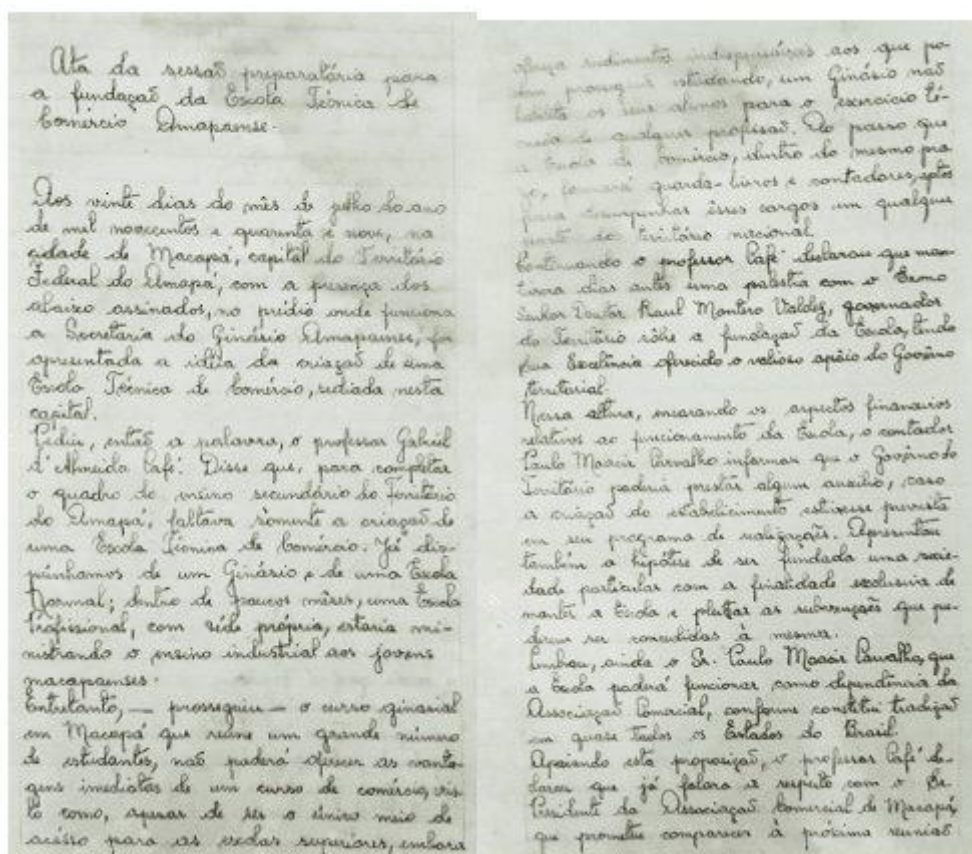 Ata da sessão preparatória para
a fundação da Escola Técnica de
Comércio Amapaense.
Aos vinte dias do mês de julho do ano
de mil novecentos e quarenta e nove, na
cidade de Macapá, capital do Território
Federal do Amapá, com a presença dos
abaixo assinados, no prédio onde funciona
a Secretaria do Ginásio Amapaense, foi
apresentada a idéia da criação de uma
Escola Técnica de Comércio, sediada nesta
capital.
Pediu, então a palavra, o professor Gabriel
d'Almeida Café. Disse que, para completar
o quadro do ensino secundário do Território
do Amapá, faltava sòmente a criação de
uma Escola Técnica de Comércio. Já dis-
púnhamos de um Ginásio e de uma Escola
Normal; dentro de poucos mêses, uma Escola
Profissional, com séde própria, estaria mi-
nistrando o ensino industrial aos jovens
macapaenses.
Entretanto, — prosseguiu — o curso ginasial
em Macapá que reune um grande número
de estudantes, não poderá oferecer as vanta-
gens imediatas de um curso de comércio, vis-
to como, apesar de ser o único meio de
acésso para as escolas superiores, embora
ofereça rudimentos aos que po-
dem prosseguir estudando, um Ginásio não
habilita os seus alunos para o exercício téc-
nico de qualquer profissão. Ao passo que
a Escola de Comércio, dentro do mesmo pra-
zo, formará guarda-livros e contadores, aptos
para desempenhar êsses cargos em qualquer
parte do território nacional.
Continuando o professor Café declarou que man-
tivera dias antes uma palestra com o Exmo
Senhor Doutor Raul Montero Valdez, governador
do Território sôbre a fundação da Escola, tendo
Sua Excelência oferecido o valioso apôio do Govêrno
territorial.
Nessa altura, encarando os aspectos financeiros
relativos ao funcionamento da Escola, o contador
Paulo Moacir Carvalho informou que o Govêrno do
Território poderia prestar algum auxílio, caso
a criação do estabelecimento estivesse prevista
em seu programa de realizações. Apresentou
também a hipótese de ser fundada uma socie-
dade particular com a finalidade exclusiva de
manter a Escola e pleitear as subvenções que pu-
derem ser concedidas à mesma.
Lembrou, ainda o Sr. Paulo Moacir Carvalho, que
a Escola poderá funcionar, como dependência da
Associação Comercial, conforme constitui tradição
em quase todos os Estados do Brasil.
Apoiando esta proposição, o professor Café de-
clarou que já falara a respeito com o Sr.
Presidente da Associação Comercial de Macapá,
que prometeu comparecer à próxima reunião